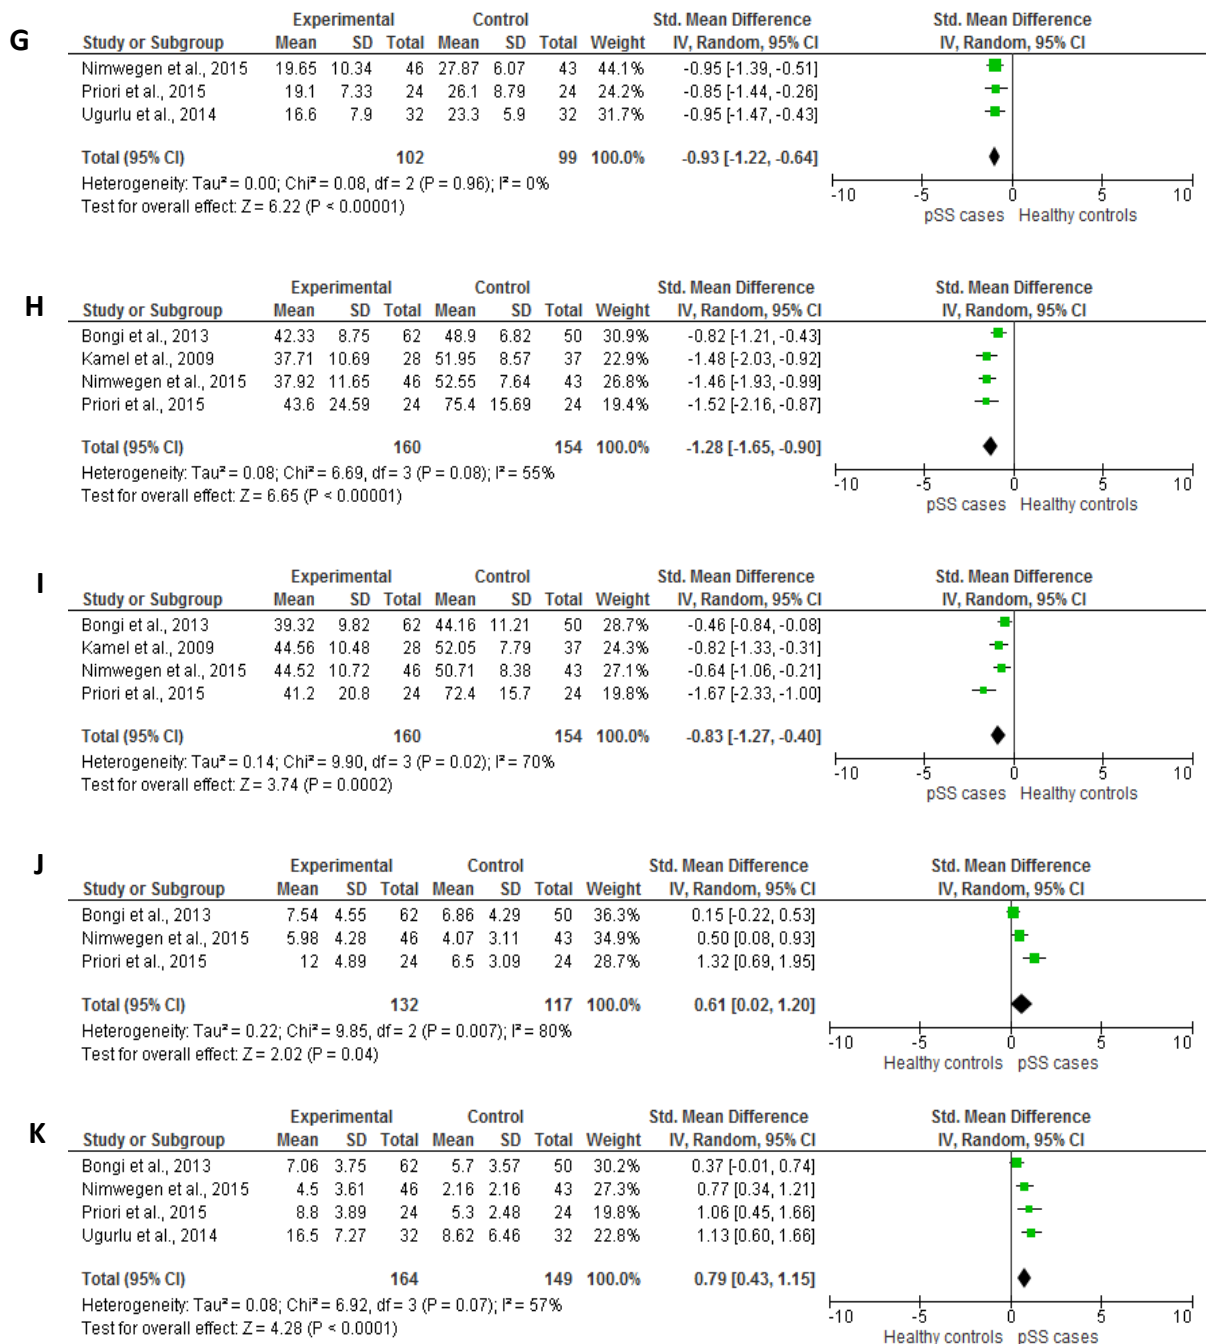 G
Experimental Control Std. Mean Difference Std. Mean Difference
Study or Subgroup Mean SD Total Mean SD Total Weight IV, Random, 95% CI IV, Random, 95% CI
Nimwegen et al., 2015 19.65 10.34 46 27.87 6.07 43 44.1% -0.95 [-1.39, -0.51]
Priori et al., 2015 19.1 7.33 24 26.1 8.79 24 24.2% -0.85 [-1.44, -0.26]
Ugurlu et al., 2014 16.6 7.9 32 23.3 5.9 32 31.7% -0.95 [-1.47, -0.43]
Total (95% CI) 102 99 100.0% -0.93 [-1.22, -0.64]
Heterogeneity: Tau² = 0.00; Chi² = 0.08, df = 2 (P = 0.96); I² = 0%
Test for overall effect: Z = 6.22 (P < 0.00001)
-10 -5 0 5 10
pSS cases Healthy controls
H
Experimental Control Std. Mean Difference Std. Mean Difference
Study or Subgroup Mean SD Total Mean SD Total Weight IV, Random, 95% CI IV, Random, 95% CI
Bongi et al., 2013 42.33 8.75 62 48.9 6.82 50 30.9% -0.82 [-1.21, -0.43]
Kamel et al., 2009 37.71 10.69 28 51.95 8.57 37 22.9% -1.48 [-2.03, -0.92]
Nimwegen et al., 2015 37.92 11.65 46 52.55 7.64 43 26.8% -1.46 [-1.93, -0.99]
Priori et al., 2015 43.6 24.59 24 75.4 15.69 24 19.4% -1.52 [-2.16, -0.87]
Total (95% CI) 160 154 100.0% -1.28 [-1.65, -0.90]
Heterogeneity: Tau² = 0.08; Chi² = 6.69, df = 3 (P = 0.08); I² = 55%
Test for overall effect: Z = 6.65 (P < 0.00001)
-10 -5 0 5 10
pSS cases Healthy controls
I
Experimental Control Std. Mean Difference Std. Mean Difference
Study or Subgroup Mean SD Total Mean SD Total Weight IV, Random, 95% CI IV, Random, 95% CI
Bongi et al., 2013 39.32 9.82 62 44.16 11.21 50 28.7% -0.46 [-0.84, -0.08]
Kamel et al., 2009 44.56 10.48 28 52.05 7.79 37 24.3% -0.82 [-1.33, -0.31]
Nimwegen et al., 2015 44.52 10.72 46 50.71 8.38 43 27.1% -0.64 [-1.06, -0.21]
Priori et al., 2015 41.2 20.8 24 72.4 15.7 24 19.8% -1.67 [-2.33, -1.00]
Total (95% CI) 160 154 100.0% -0.83 [-1.27, -0.40]
Heterogeneity: Tau² = 0.14; Chi² = 9.90, df = 3 (P = 0.02); I² = 70%
Test for overall effect: Z = 3.74 (P = 0.0002)
-10 -5 0 5 10
pSS cases Healthy controls
J
Experimental Control Std. Mean Difference Std. Mean Difference
Study or Subgroup Mean SD Total Mean SD Total Weight IV, Random, 95% CI IV, Random, 95% CI
Bongi et al., 2013 7.54 4.55 62 6.86 4.29 50 36.3% 0.15 [-0.22, 0.53]
Nimwegen et al., 2015 5.98 4.28 46 4.07 3.11 43 34.9% 0.50 [0.08, 0.93]
Priori et al., 2015 12 4.89 24 6.5 3.09 24 28.7% 1.32 [0.69, 1.95]
Total (95% CI) 132 117 100.0% 0.61 [0.02, 1.20]
Heterogeneity: Tau² = 0.22; Chi² = 9.85, df = 2 (P = 0.007); I² = 80%
Test for overall effect: Z = 2.02 (P = 0.04)
-10 -5 0 5 10
Healthy controls pSS cases
K
Experimental Control Std. Mean Difference Std. Mean Difference
Study or Subgroup Mean SD Total Mean SD Total Weight IV, Random, 95% CI IV, Random, 95% CI
Bongi et al., 2013 7.06 3.75 62 5.7 3.57 50 30.2% 0.37 [-0.01, 0.74]
Nimwegen et al., 2015 4.5 3.61 46 2.16 2.16 43 27.3% 0.77 [0.34, 1.21]
Priori et al., 2015 8.8 3.89 24 5.3 2.48 24 19.8% 1.06 [0.45, 1.66]
Ugurlu et al., 2014 16.5 7.27 32 8.62 6.46 32 22.8% 1.13 [0.60, 1.66]
Total (95% CI) 164 149 100.0% 0.79 [0.43, 1.15]
Heterogeneity: Tau² = 0.08; Chi² = 6.92, df = 3 (P = 0.07); I² = 57%
Test for overall effect: Z = 4.28 (P < 0.0001)
-10 -5 0 5 10
Healthy controls pSS cases